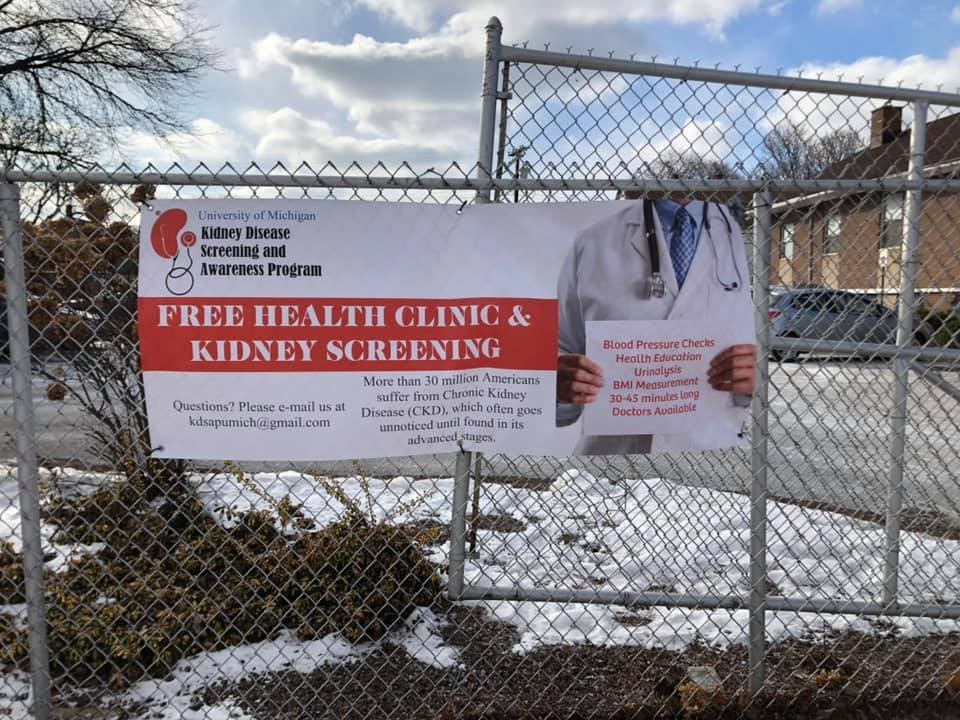 University of Michigan
Kidney Disease
Screening and
Awareness Program
FREE HEALTH CLINIC &
KIDNEY SCREENING
Questions? Please e-mail us at
kdsapumich@gmail.com
More than 30 million Americans
suffer from Chronic Kidney
Disease (CKD), which often goes
unnoticed until found in its
advanced stages.
Blood Pressure Checks
Health Education
Urinalysis
BMI Measurement
30-45 minutes long
Doctors Available